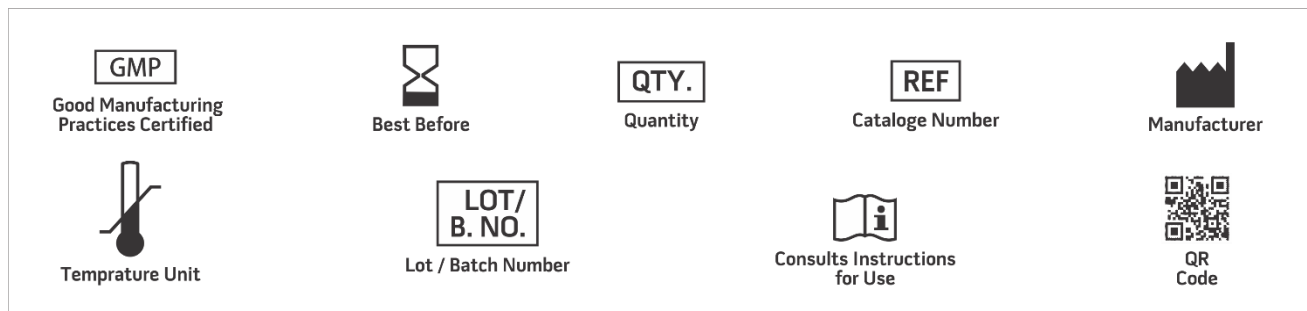 GMP
Good Manufacturing
Practices Certified
Best Before
QTY.
Quantity
REF
Cataloge Number
Manufacturer
Temprature Unit
LOT/
B. NO.
Lot / Batch Number
i
Consults Instructions
for Use
QR
Code